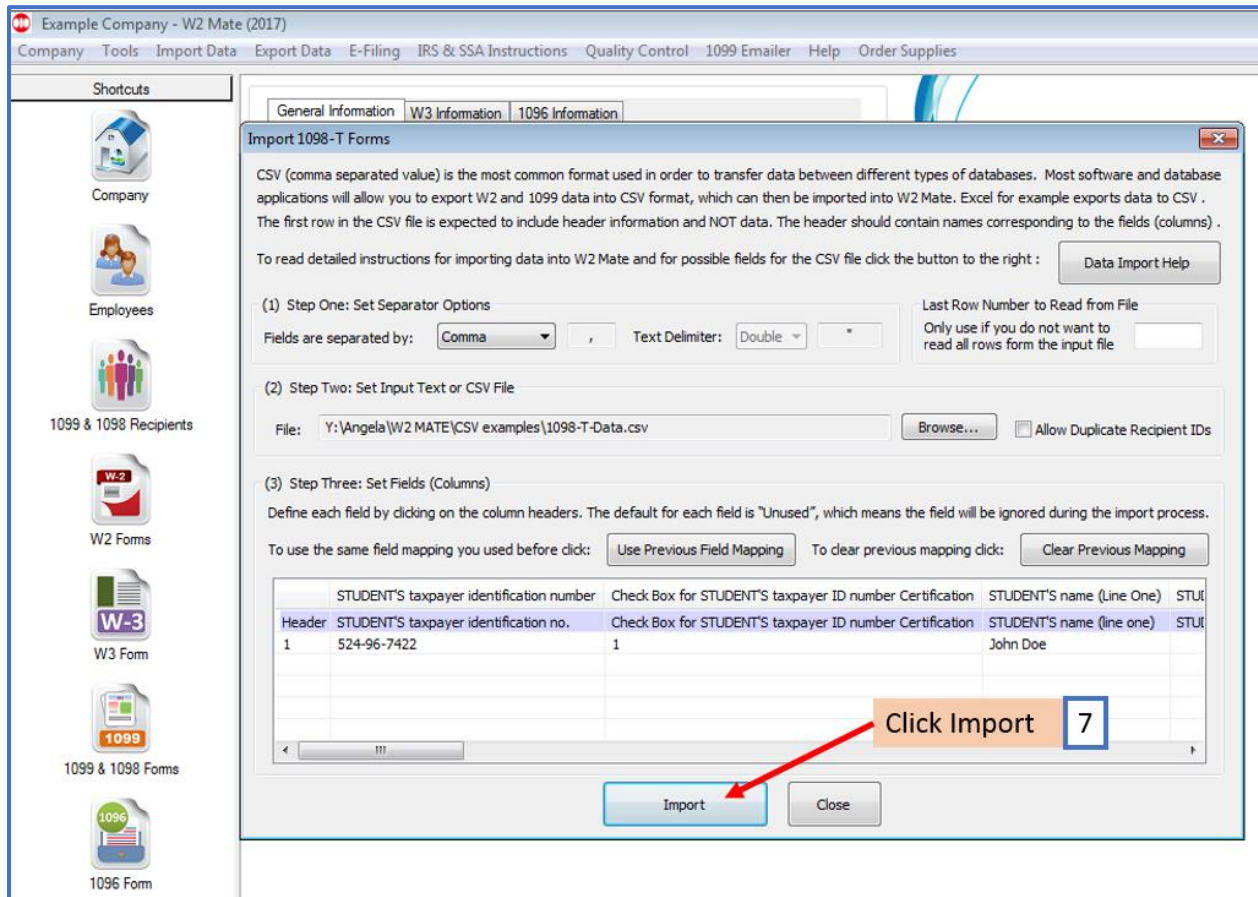 Example Company - W2 Mate (2017)
Company Tools Import Data Export Data E-Filing IRS & SSA Instructions Quality Control 1099 Emailer Help Order Supplies
Shortcuts
Company
Employees
1099 & 1098 Recipients
W-2
W2 Forms
W-3
W3 Form
1099
1099 & 1098 Forms
1096
1096 Form
General Information W3 Information 1096 Information
Import 1098-T Forms
CSV (comma separated value) is the most common format used in order to transfer data between different types of databases. Most software and database
applications will allow you to export W2 and 1099 data into CSV format, which can then be imported into W2 Mate. Excel for example exports data to CSV .
The first row in the CSV file is expected to include header information and NOT data. The header should contain names corresponding to the fields (columns) .
To read detailed instructions for importing data into W2 Mate and for possible fields for the CSV file click the button to the right : Data Import Help
(1) Step One: Set Separator Options
Fields are separated by: Comma , Text Delimiter: Double "
Last Row Number to Read from File
Only use if you do not want to
read all rows form the input file
(2) Step Two: Set Input Text or CSV File
File: Y:\Angela\W2 MATE\CSV examples\1098-T-Data.csv Browse... Allow Duplicate Recipient IDs
(3) Step Three: Set Fields (Columns)
Define each field by clicking on the column headers. The default for each field is "Unused", which means the field will be ignored during the import process.
To use the same field mapping you used before click: Use Previous Field Mapping To clear previous mapping click: Clear Previous Mapping
STUDENT'S taxpayer identification number Check Box for STUDENT'S taxpayer ID number Certification STUDENT'S name (Line One)
Header STUDENT'S taxpayer identification no. Check Box for STUDENT'S taxpayer ID number Certification STUDENT'S name (line one)
1 524-96-7422 1 John Doe
Click Import 7
Import Close